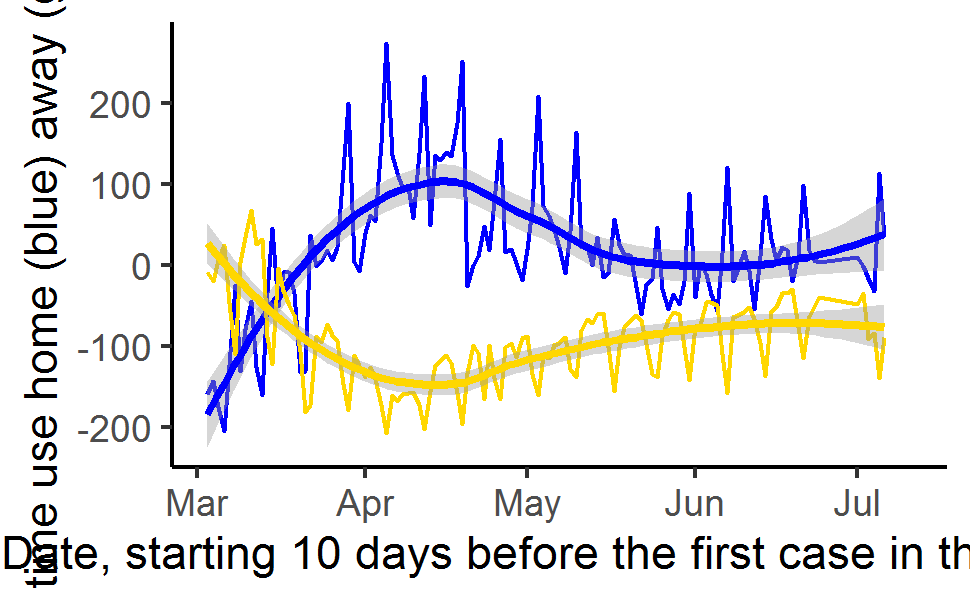 time use home (blue) away (
200
100
0
-100
-200
Mar Apr May Jun Jul
Date, starting 10 days before the first case in th